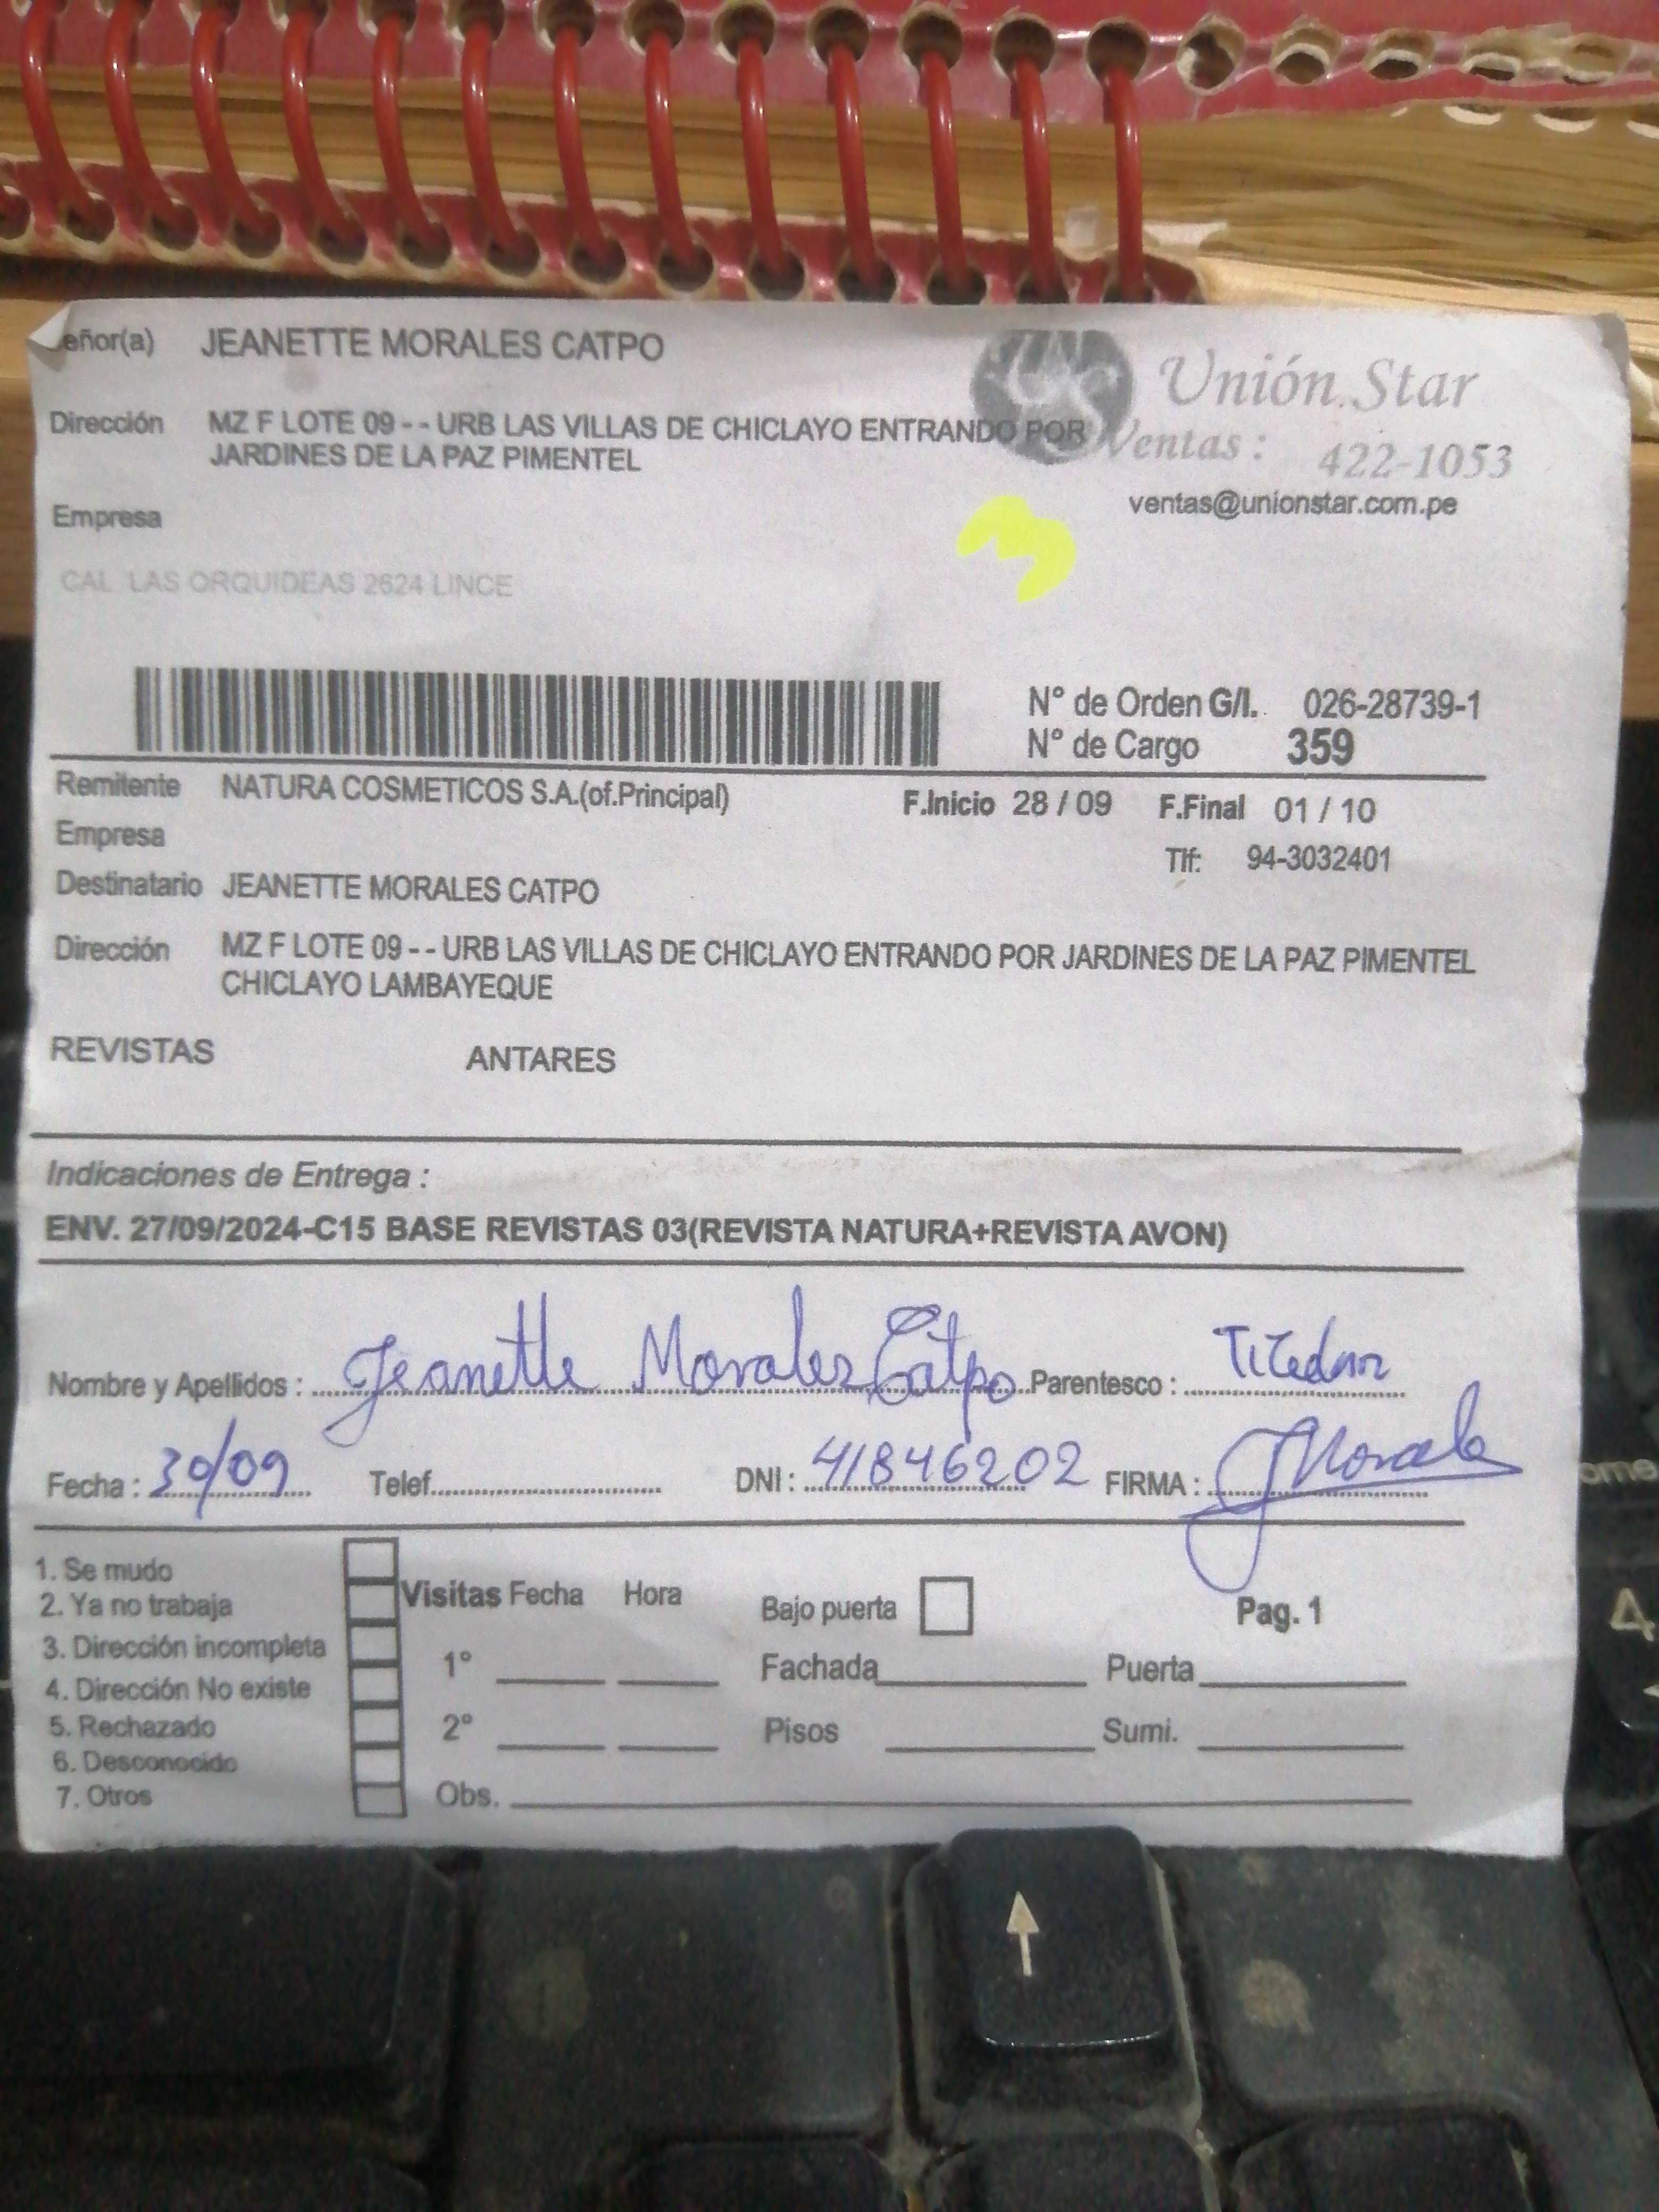 eñor(a) JEANETTE MORALES CATPO
Unión Star
Dirección MZ F LOTE 09 - - URB LAS VILLAS DE CHICLAYO ENTRANDO POR
JARDINES DE LA PAZ PIMENTEL
Ventas : 422-1053
ventas@unionstar.com.pe
Empresa
CAL LAS ORQUIDEAS 2624 LINCE
N° de Orden G/I. 026-28739-1
N° de Cargo 359
Remitente NATURA COSMETICOS S.A.(of.Principal) F.Inicio 28 / 09 F.Final 01 / 10
Empresa
Tlf: 94-3032401
Destinatario JEANETTE MORALES CATPO
Dirección MZ F LOTE 09 - - URB LAS VILLAS DE CHICLAYO ENTRANDO POR JARDINES DE LA PAZ PIMENTEL
CHICLAYO LAMBAYEQUE
REVISTAS ANTARES
Indicaciones de Entrega :
ENV. 27/09/2024-C15 BASE REVISTAS 03(REVISTA NATURA+REVISTA AVON)
Nombre y Apellidos : Jeanette Morales Catpo Parentesco :
Fecha : 30/09 Telef. DNI : 41846202 FIRMA : JMorales
1. Se mudo
2. Ya no trabaja
3. Dirección incompleta
4. Dirección No existe
5. Rechazado
6. Desconocido
7. Otros
Visitas Fecha Hora
1°
2°
Obs.
Bajo puerta Pag. 1
Fachada Puerta
Pisos Sumi.
ome
4